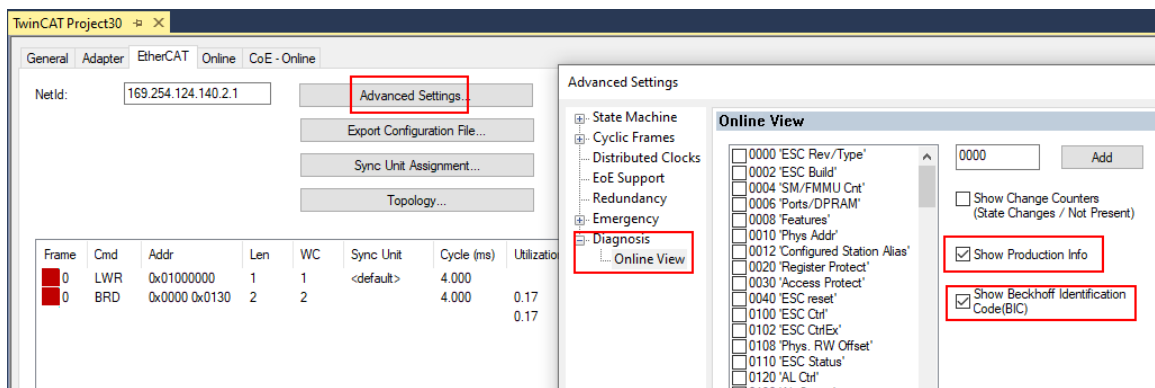 TwinCAT Project30
General Adapter EtherCAT Online CoE - Online
NetId: 169.254.124.140.2.1
Advanced Settings...
Export Configuration File...
Sync Unit Assignment...
Topology...
Frame Cmd Addr Len WC Sync Unit Cycle (ms) Utilizatio
0 LWR 0x01000000 1 1 <default> 4.000
0 BRD 0x0000 0x0130 2 2 4.000 0.17
0.17
Advanced Settings
State Machine
Cyclic Frames
Distributed Clocks
EoE Support
Redundancy
Emergency
Diagnosis
Online View
Online View
0000 'ESC Rev/Type'
0002 'ESC Build'
0004 'SM/FMMU Cnt'
0006 'Ports/DPRAM'
0008 'Features'
0010 'Phys Addr'
0012 'Configured Station Alias'
0020 'Register Protect'
0030 'Access Protect'
0040 'ESC reset'
0100 'ESC Ctrl'
0102 'ESC CtrlEx'
0108 'Phys. RW Offset'
0110 'ESC Status'
0120 'AL Ctrl'
0000 Add
Show Change Counters
(State Changes / Not Present)
Show Production Info
Show Beckhoff Identification
Code(BIC)